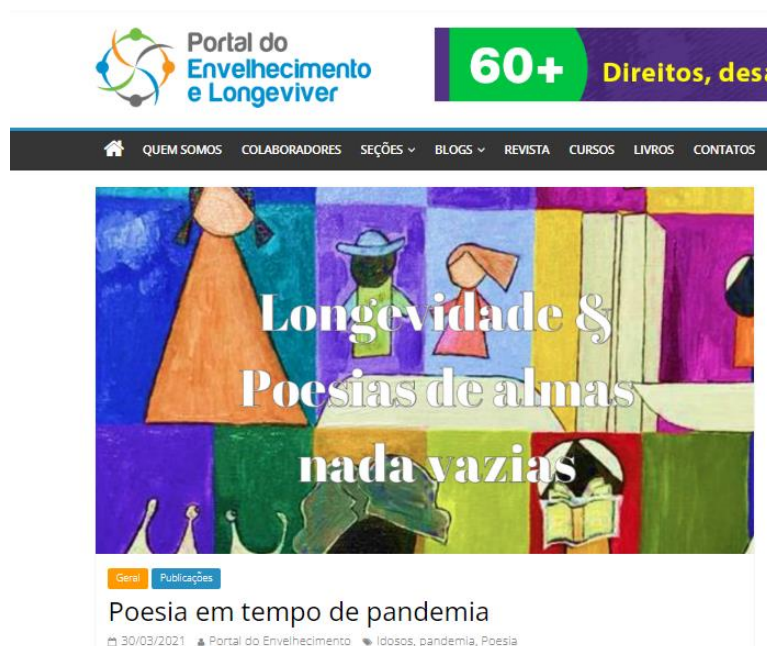 Portal do
Envelhecimento
e Longeviver
60+ Direitos, desa
QUEM SOMOS COLABORADORES SEÇÕES BLOGS REVISTA CURSOS LIVROS CONTATOS
Longevidade &
Poesias de almas
nada vazias
Geral Publicações
Poesia em tempo de pandemia
30/03/2021 Portal do Envelhecimento Idosos, pandemia, Poesia